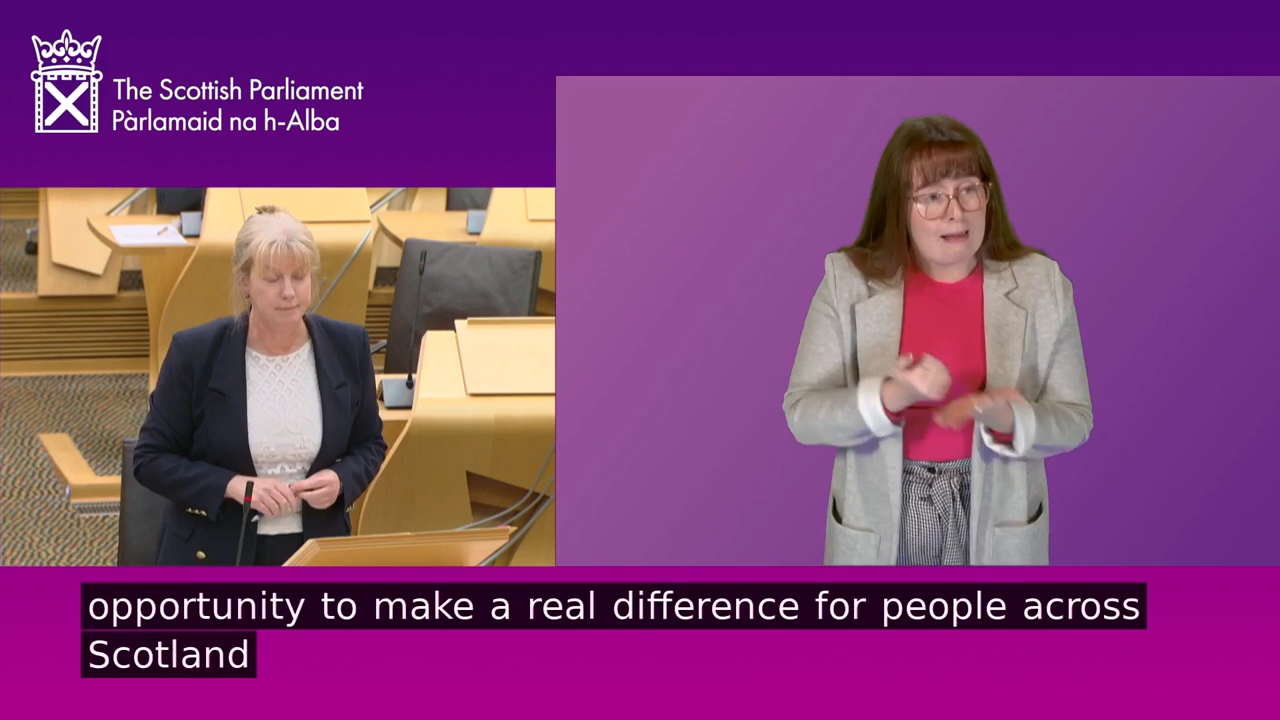 The Scottish Parliament
Pàrlamaid na h-Alba
opportunity to make a real difference for people across
Scotland